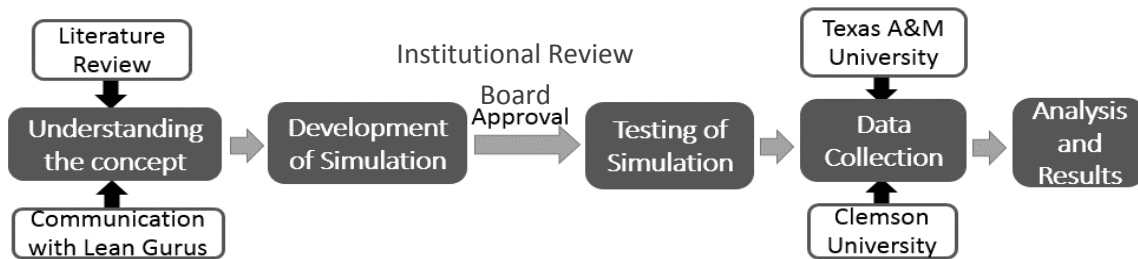 Literature
Review
Understanding
the concept
Communication
with Lean Gurus
Development
of Simulation
Institutional Review
Board
Approval
Testing of
Simulation
Texas A&M
University
Data
Collection
Clemson
University
Analysis
and
Results